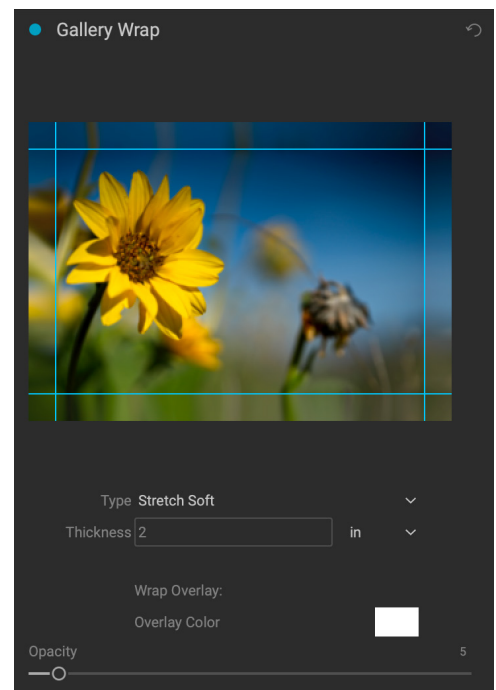 Gallery Wrap
Type Stretch Soft
Thickness 2 in
Wrap Overlay:
Overlay Color
Opacity 5